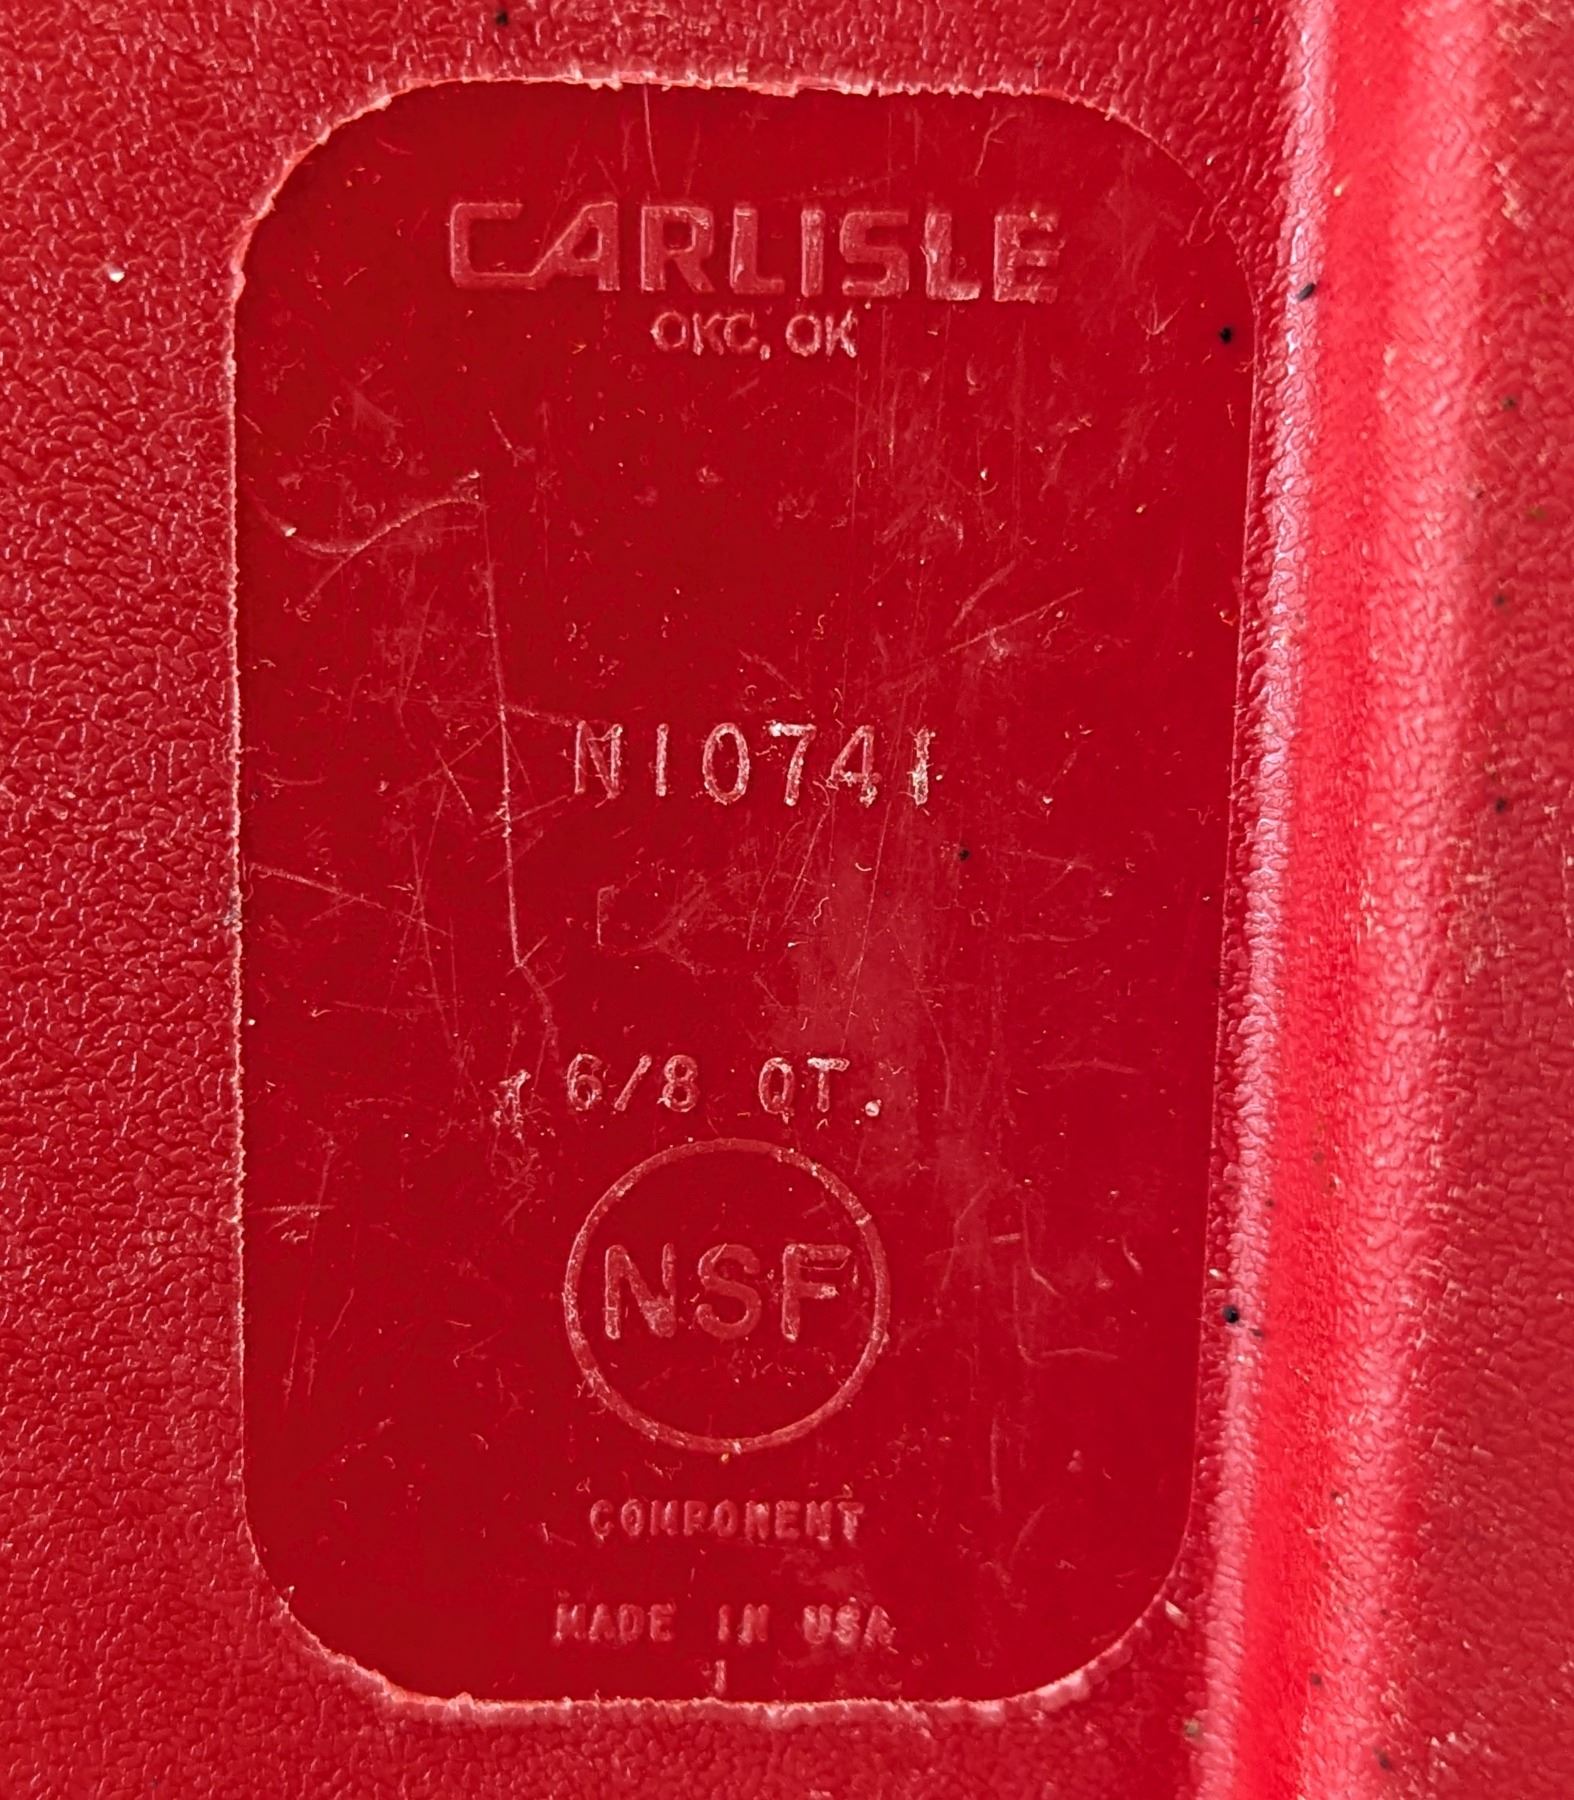 CARLISLE
OKC, OK
N10741
6/8 QT.
NSF
COMPONENT
MADE IN USA
1